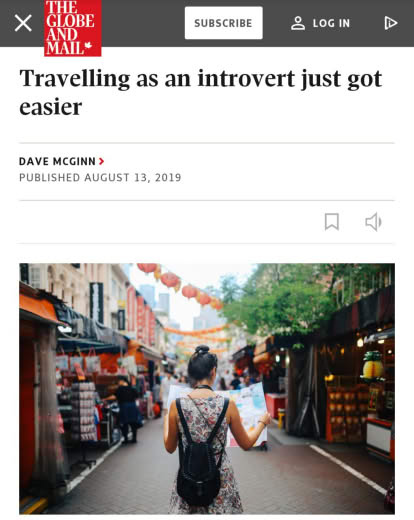 THE
GLOBE
AND
MAIL
SUBSCRIBE
LOG IN
Travelling as an introvert just got
easier
DAVE MCGINN
PUBLISHED AUGUST 13, 2019